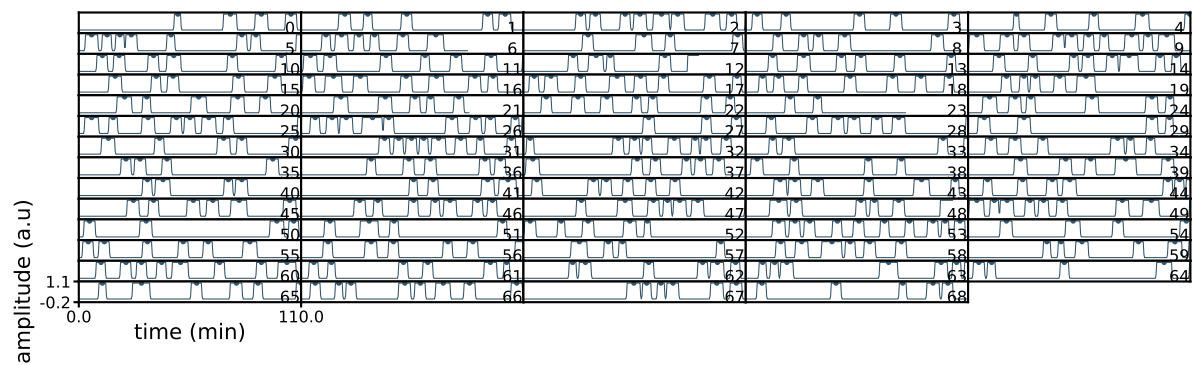 0 1 2 3 4
5 6 7 8 9
10 11 12 13 14
15 16 17 18 19
20 21 22 23 24
25 26 27 28 29
30 31 32 33 34
35 36 37 38 39
40 41 42 43 44
45 46 47 48 49
50 51 52 53 54
55 56 57 58 59
60 61 62 63 64
65 66 67 68
1.1
-0.2
0.0 110.0
time (min)
amplitude (a.u)